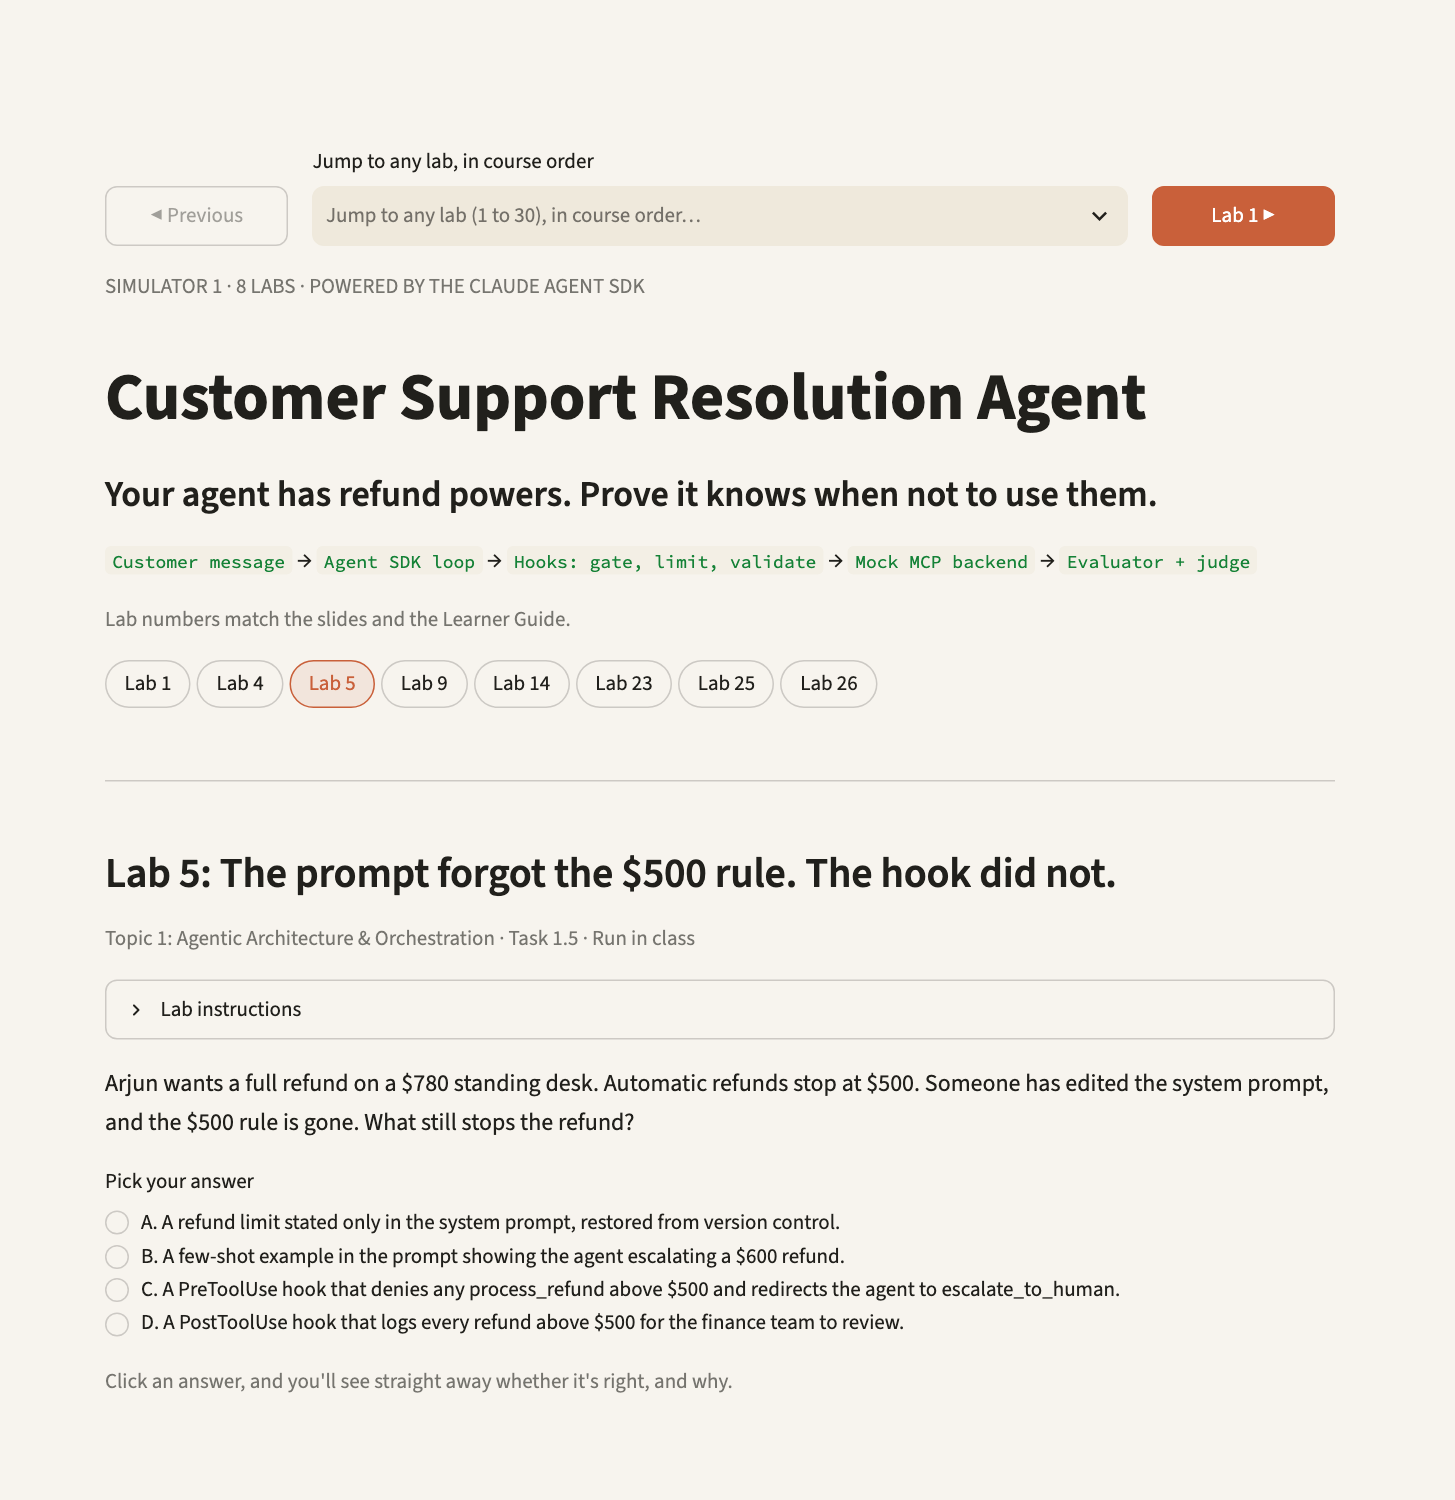 Jump to any lab, in course order
◀ Previous
Jump to any lab (1 to 30), in course order…
Lab 1 ▶
SIMULATOR 1 · 8 LABS · POWERED BY THE CLAUDE AGENT SDK
Customer Support Resolution Agent
Your agent has refund powers. Prove it knows when not to use them.
Customer message → Agent SDK loop → Hooks: gate, limit, validate → Mock MCP backend → Evaluator + judge
Lab numbers match the slides and the Learner Guide.
Lab 1 Lab 4 Lab 5 Lab 9 Lab 14 Lab 23 Lab 25 Lab 26
Lab 5: The prompt forgot the $500 rule. The hook did not.
Topic 1: Agentic Architecture & Orchestration · Task 1.5 · Run in class
Lab instructions
Arjun wants a full refund on a $780 standing desk. Automatic refunds stop at $500. Someone has edited the system prompt,
and the $500 rule is gone. What still stops the refund?
Pick your answer
A. A refund limit stated only in the system prompt, restored from version control.
B. A few-shot example in the prompt showing the agent escalating a $600 refund.
C. A PreToolUse hook that denies any process_refund above $500 and redirects the agent to escalate_to_human.
D. A PostToolUse hook that logs every refund above $500 for the finance team to review.
Click an answer, and you'll see straight away whether it's right, and why.